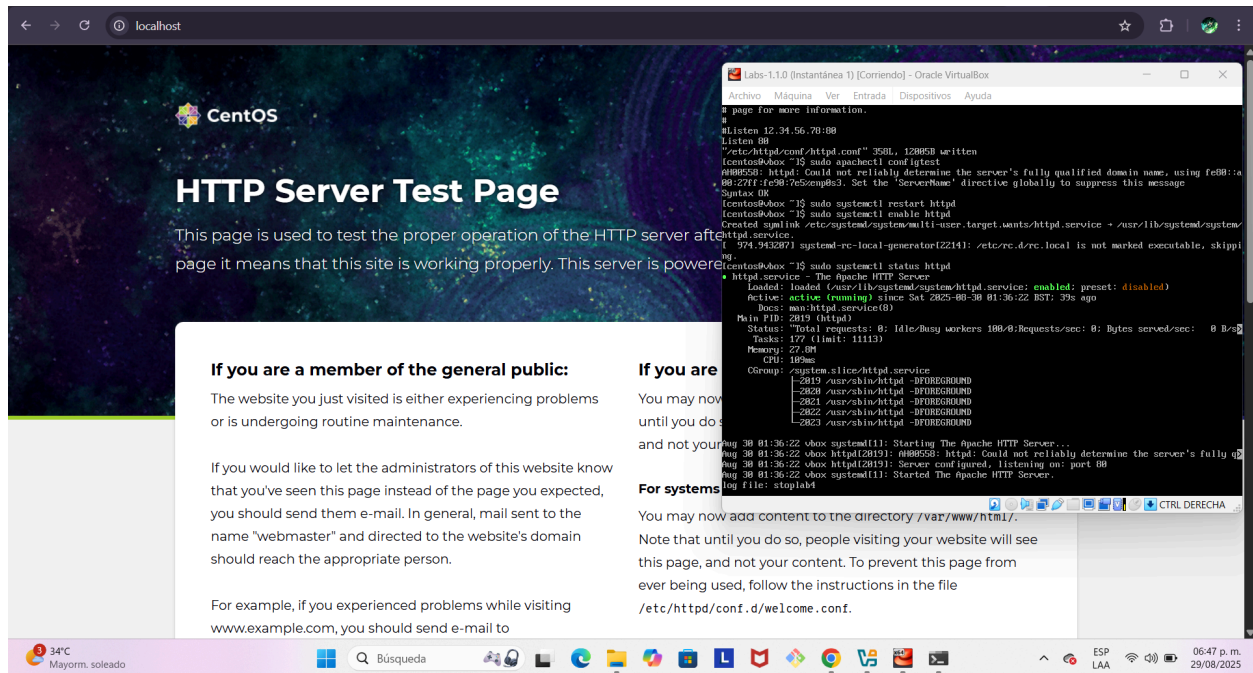 localhost
CentOS
HTTP Server Test Page
This page is used to test the proper operation of the HTTP server afte
page it means that this site is working properly. This server is powere
If you are a member of the general public:
The website you just visited is either experiencing problems
or is undergoing routine maintenance.
If you would like to let the administrators of this website know
that you've seen this page instead of the page you expected,
you should send them e-mail. In general, mail sent to the
name "webmaster" and directed to the website's domain
should reach the appropriate person.
For example, if you experienced problems while visiting
www.example.com, you should send e-mail to
If you are
You may now
until you do s
and not your
For systems
You may now add content to the directory /var/www/html/.
Note that until you do so, people visiting your website will see
this page, and not your content. To prevent this page from
ever being used, follow the instructions in the file
/etc/httpd/conf.d/welcome.conf.
Labs-1.1.0 (Instantánea 1) [Corriendo] - Oracle VirtualBox
Archivo Máquina Ver Entrada Dispositivos Ayuda
# page for more information.
#
#Listen 12.34.56.78:80
Listen 80
"/etc/httpd/conf/httpd.conf" 358L, 12005B written
[centos@vbox ~]$ sudo apachectl configtest
AH00558: httpd: Could not reliably determine the server's fully qualified domain name, using fe80::a
00:27ff:fe90:7e5%enp0s3. Set the 'ServerName' directive globally to suppress this message
Syntax OK
[centos@vbox ~]$ sudo systemctl restart httpd
[centos@vbox ~]$ sudo systemctl enable httpd
Created symlink /etc/systemd/system/multi-user.target.wants/httpd.service → /usr/lib/systemd/system/
httpd.service.
[ 974.943207] systemd-rc-local-generator[2214]: /etc/rc.d/rc.local is not marked executable, skippi
ng.
[centos@vbox ~]$ sudo systemctl status httpd
● httpd.service - The Apache HTTP Server
Loaded: loaded (/usr/lib/systemd/system/httpd.service; enabled; preset: disabled)
Active: active (running) since Sat 2025-08-30 01:36:22 BST; 39s ago
Docs: man:httpd.service(8)
Main PID: 2019 (httpd)
Status: "Total requests: 0; Idle/Busy workers 100/0;Requests/sec: 0; Bytes served/sec: 0 B/s>
Tasks: 177 (limit: 11113)
Memory: 27.8M
CPU: 109ms
CGroup: /system.slice/httpd.service
├─2019 /usr/sbin/httpd -DFOREGROUND
├─2020 /usr/sbin/httpd -DFOREGROUND
├─2021 /usr/sbin/httpd -DFOREGROUND
├─2022 /usr/sbin/httpd -DFOREGROUND
└─2023 /usr/sbin/httpd -DFOREGROUND
Aug 30 01:36:22 vbox systemd[1]: Starting The Apache HTTP Server...
Aug 30 01:36:22 vbox httpd[2019]: AH00558: httpd: Could not reliably determine the server's fully q>
Aug 30 01:36:22 vbox httpd[2019]: Server configured, listening on: port 80
Aug 30 01:36:22 vbox systemd[1]: Started The Apache HTTP Server.
log file: stoplab4
CTRL DERECHA
3
34°C
Mayorm. soleado
Búsqueda
ESP
LAA
06:47 p. m.
29/08/2025